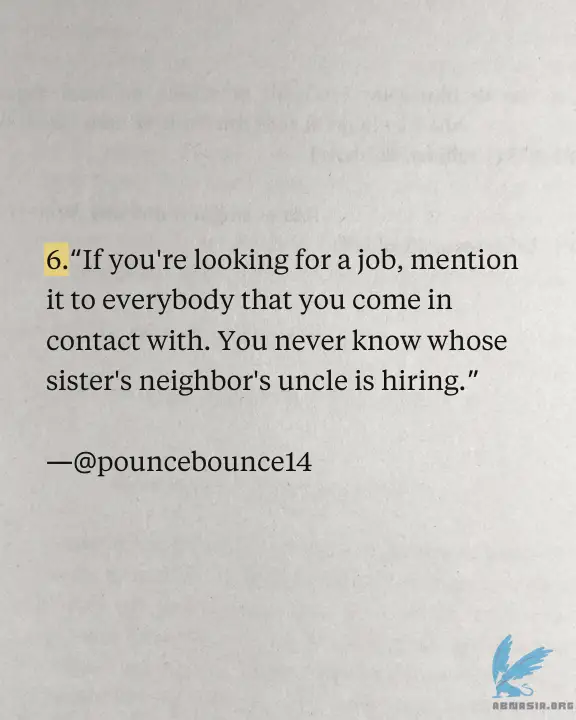 6.“If you're looking for a job, mention
it to everybody that you come in
contact with. You never know whose
sister's neighbor's uncle is hiring.”
—@pouncebounce14
ABNASIA.ORG